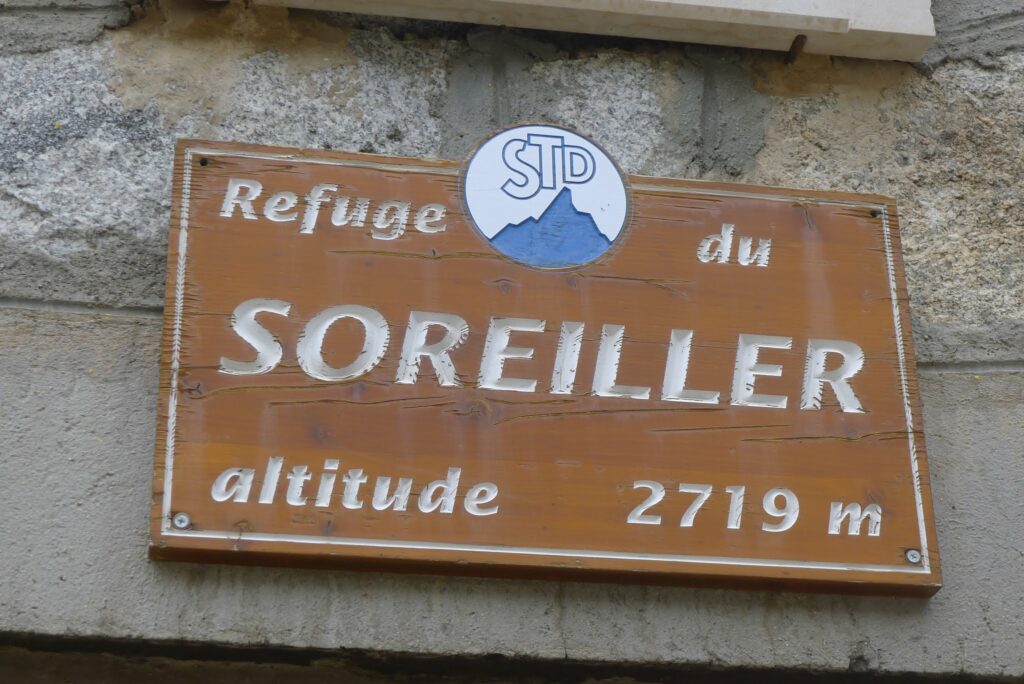 STD
Refuge du
SOREILLER
altitude 2719 m